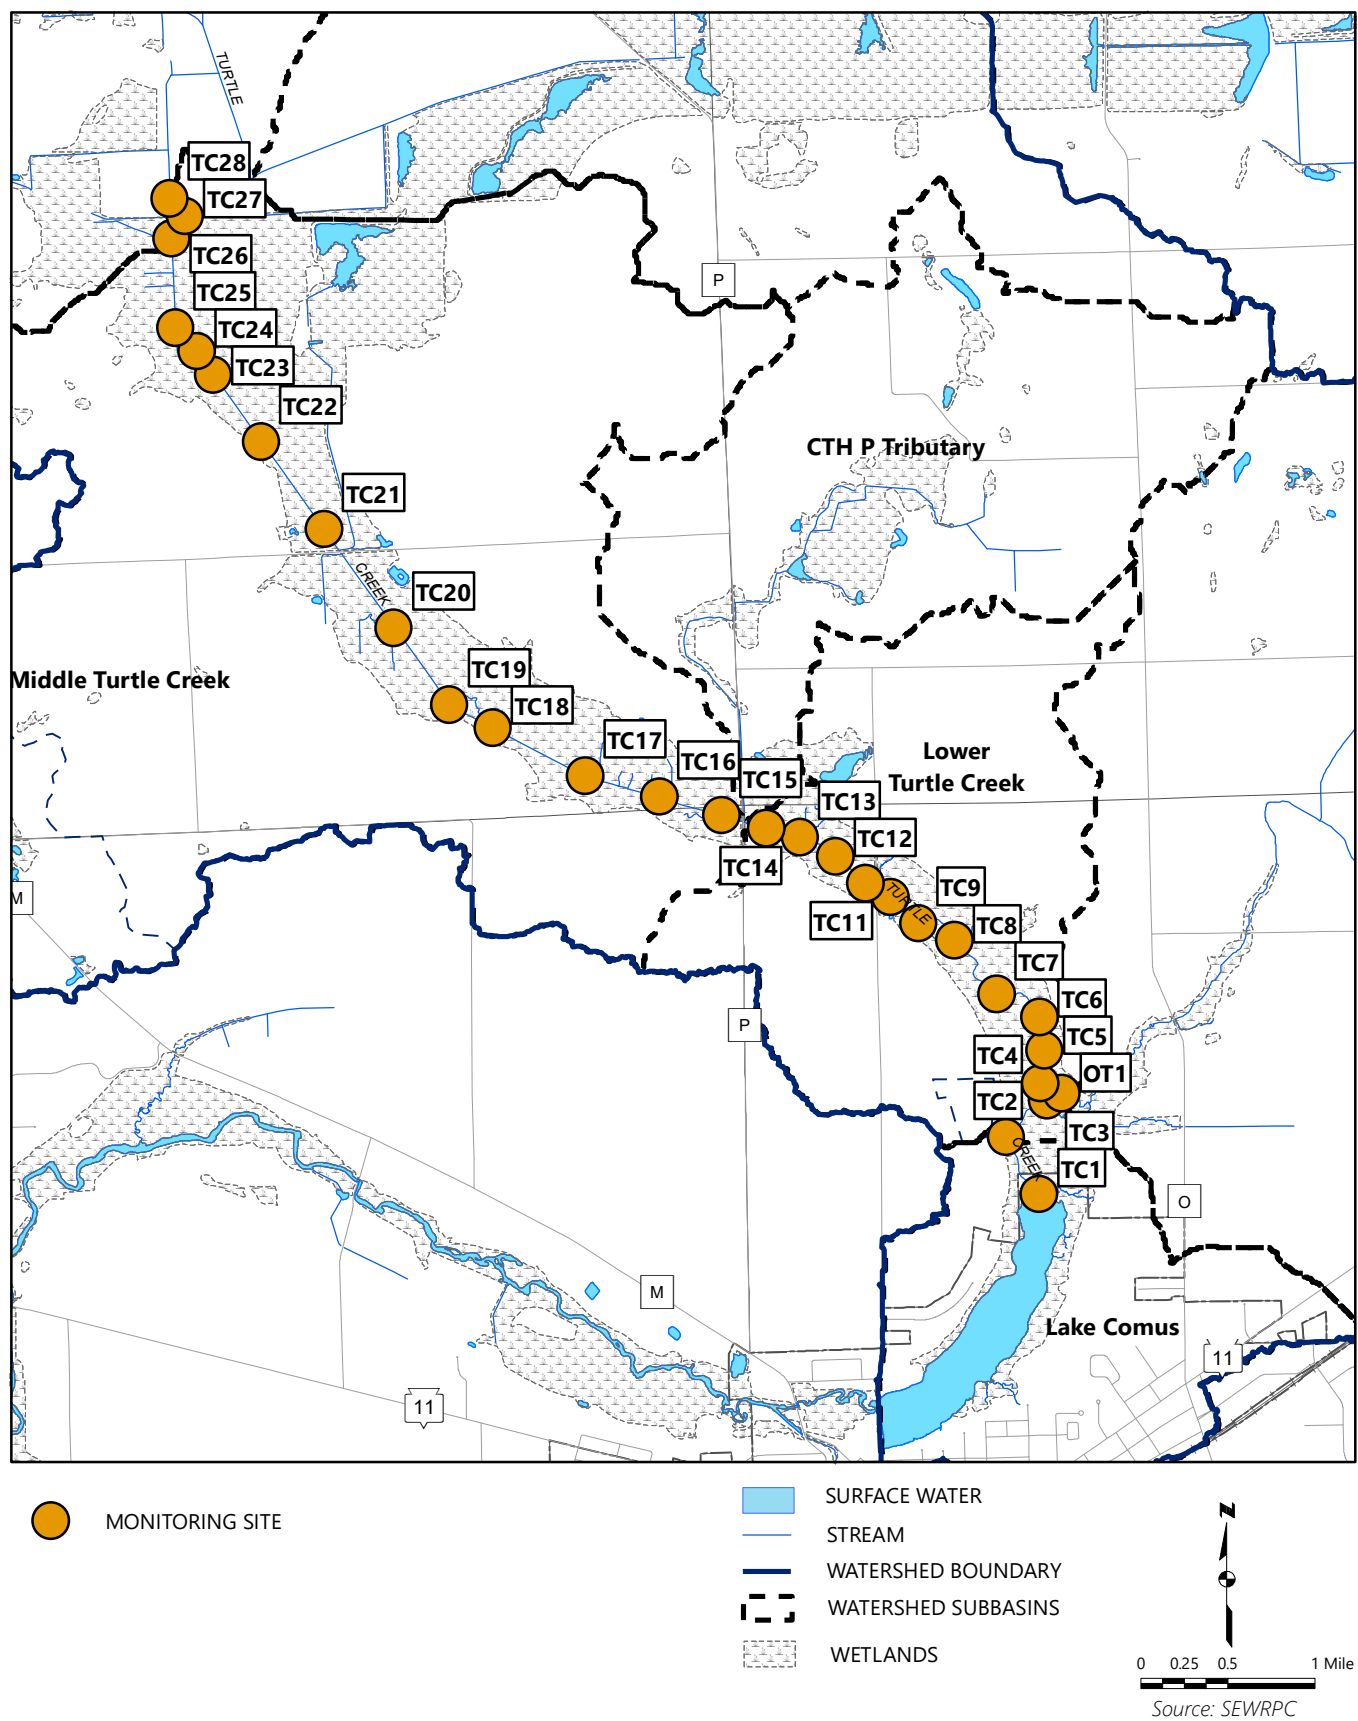 TURTLE
TC28
TC27
TC26
TC25
TC24
TC23
TC22
P
CTH P Tributary
TC21
CREEK
TC20
Middle Turtle Creek
TC19
TC18
TC17
TC16
TC15
Lower
Turtle Creek
TC13
TC12
TC14
TC9
M
TURTLE
TC11
TC8
TC7
TC6
P
TC5
TC4
OT1
TC2
TC3
CREEK
TC1
O
M
Lake Comus
11
11
MONITORING SITE
SURFACE WATER
STREAM
WATERSHED BOUNDARY
WATERSHED SUBBASINS
WETLANDS
N
0 0.25 0.5 1 Mile
Source: SEWRPC